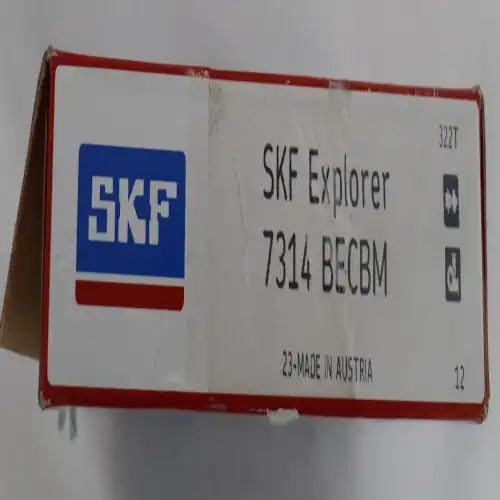 SKF
SKF Explorer
7314 BECBM
23-MADE IN AUSTRIA
322T
12